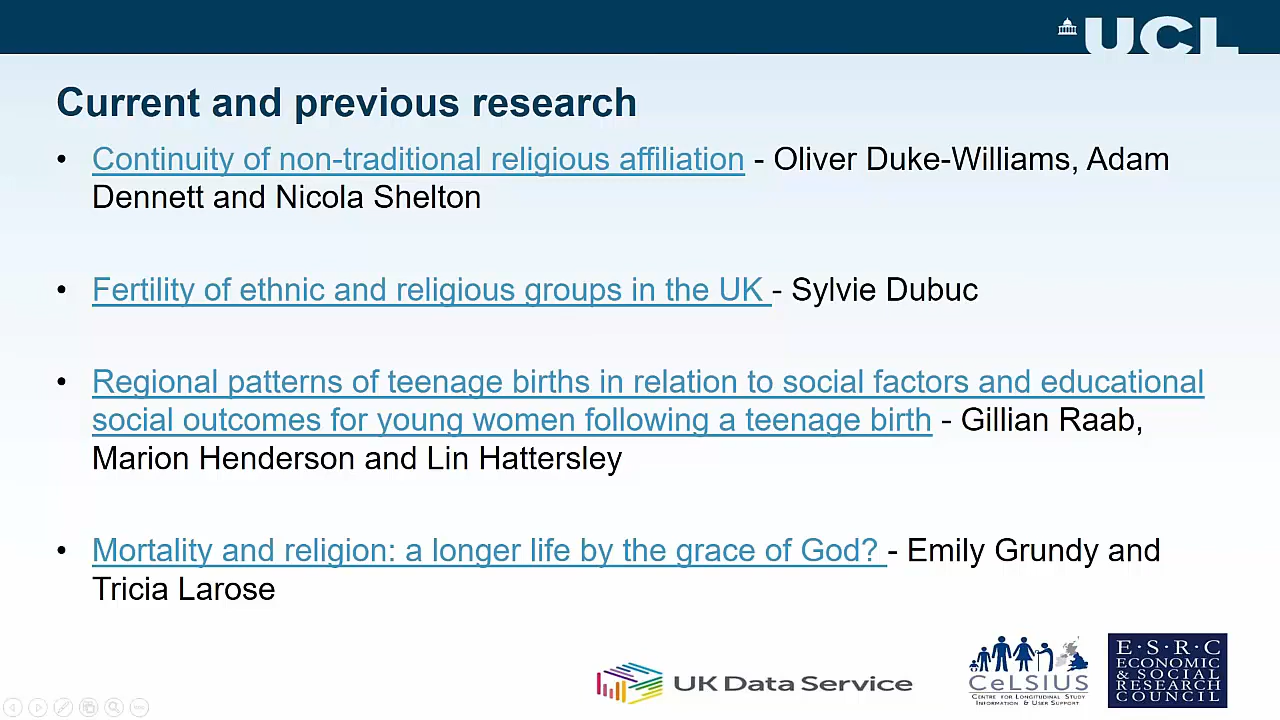 UCL
Current and previous research
• Continuity of non-traditional religious affiliation - Oliver Duke-Williams, Adam
Dennett and Nicola Shelton
• Fertility of ethnic and religious groups in the UK - Sylvie Dubuc
• Regional patterns of teenage births in relation to social factors and educational
social outcomes for young women following a teenage birth - Gillian Raab,
Marion Henderson and Lin Hattersley
• Mortality and religion: a longer life by the grace of God? - Emily Grundy and
Tricia Larose
UK Data Service
CeLSIUS
Centre for Longitudinal Study
Information & User Support
E·S·R·C
ECONOMIC
& SOCIAL
RESEARCH
COUNCIL